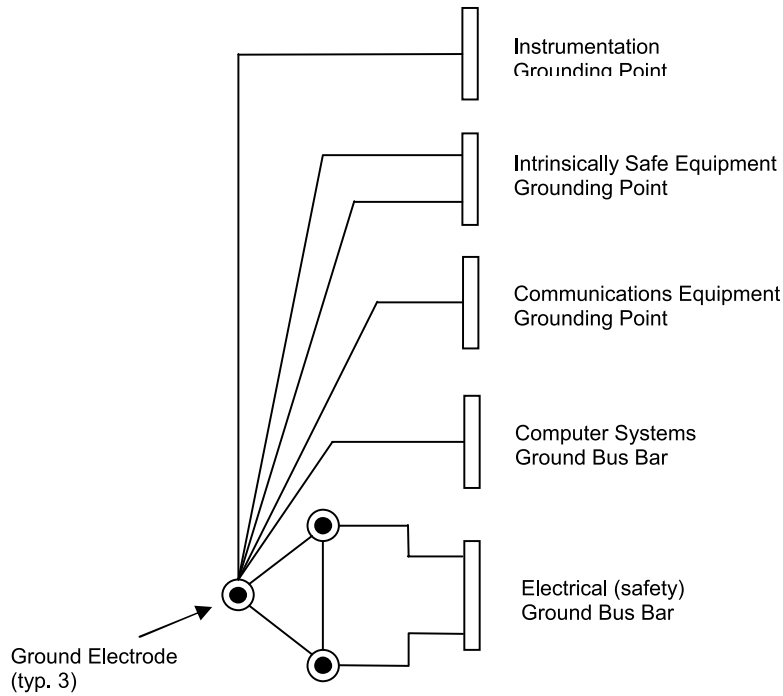 Instrumentation
Grounding Point
Intrinsically Safe Equipment
Grounding Point
Communications Equipment
Grounding Point
Computer Systems
Ground Bus Bar
Electrical (safety)
Ground Bus Bar
Ground Electrode
(typ. 3)